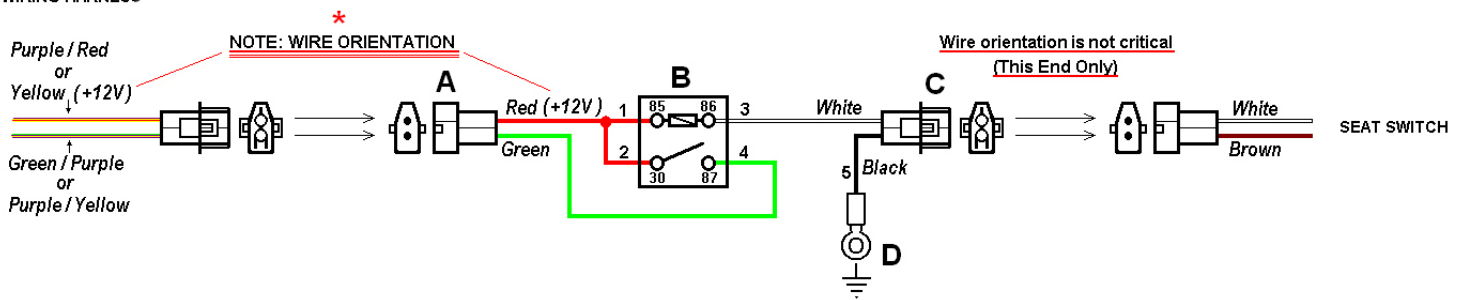 WIRING HARNESS
*
NOTE: WIRE ORIENTATION
Purple / Red
or
Yellow (+12V)
Green / Purple
or
Purple / Yellow
A
Red (+12V)
Green
B
1
85
86
3
2
30
87
4
White
C
5
Black
D
Wire orientation is not critical
(This End Only)
White
Brown
SEAT SWITCH